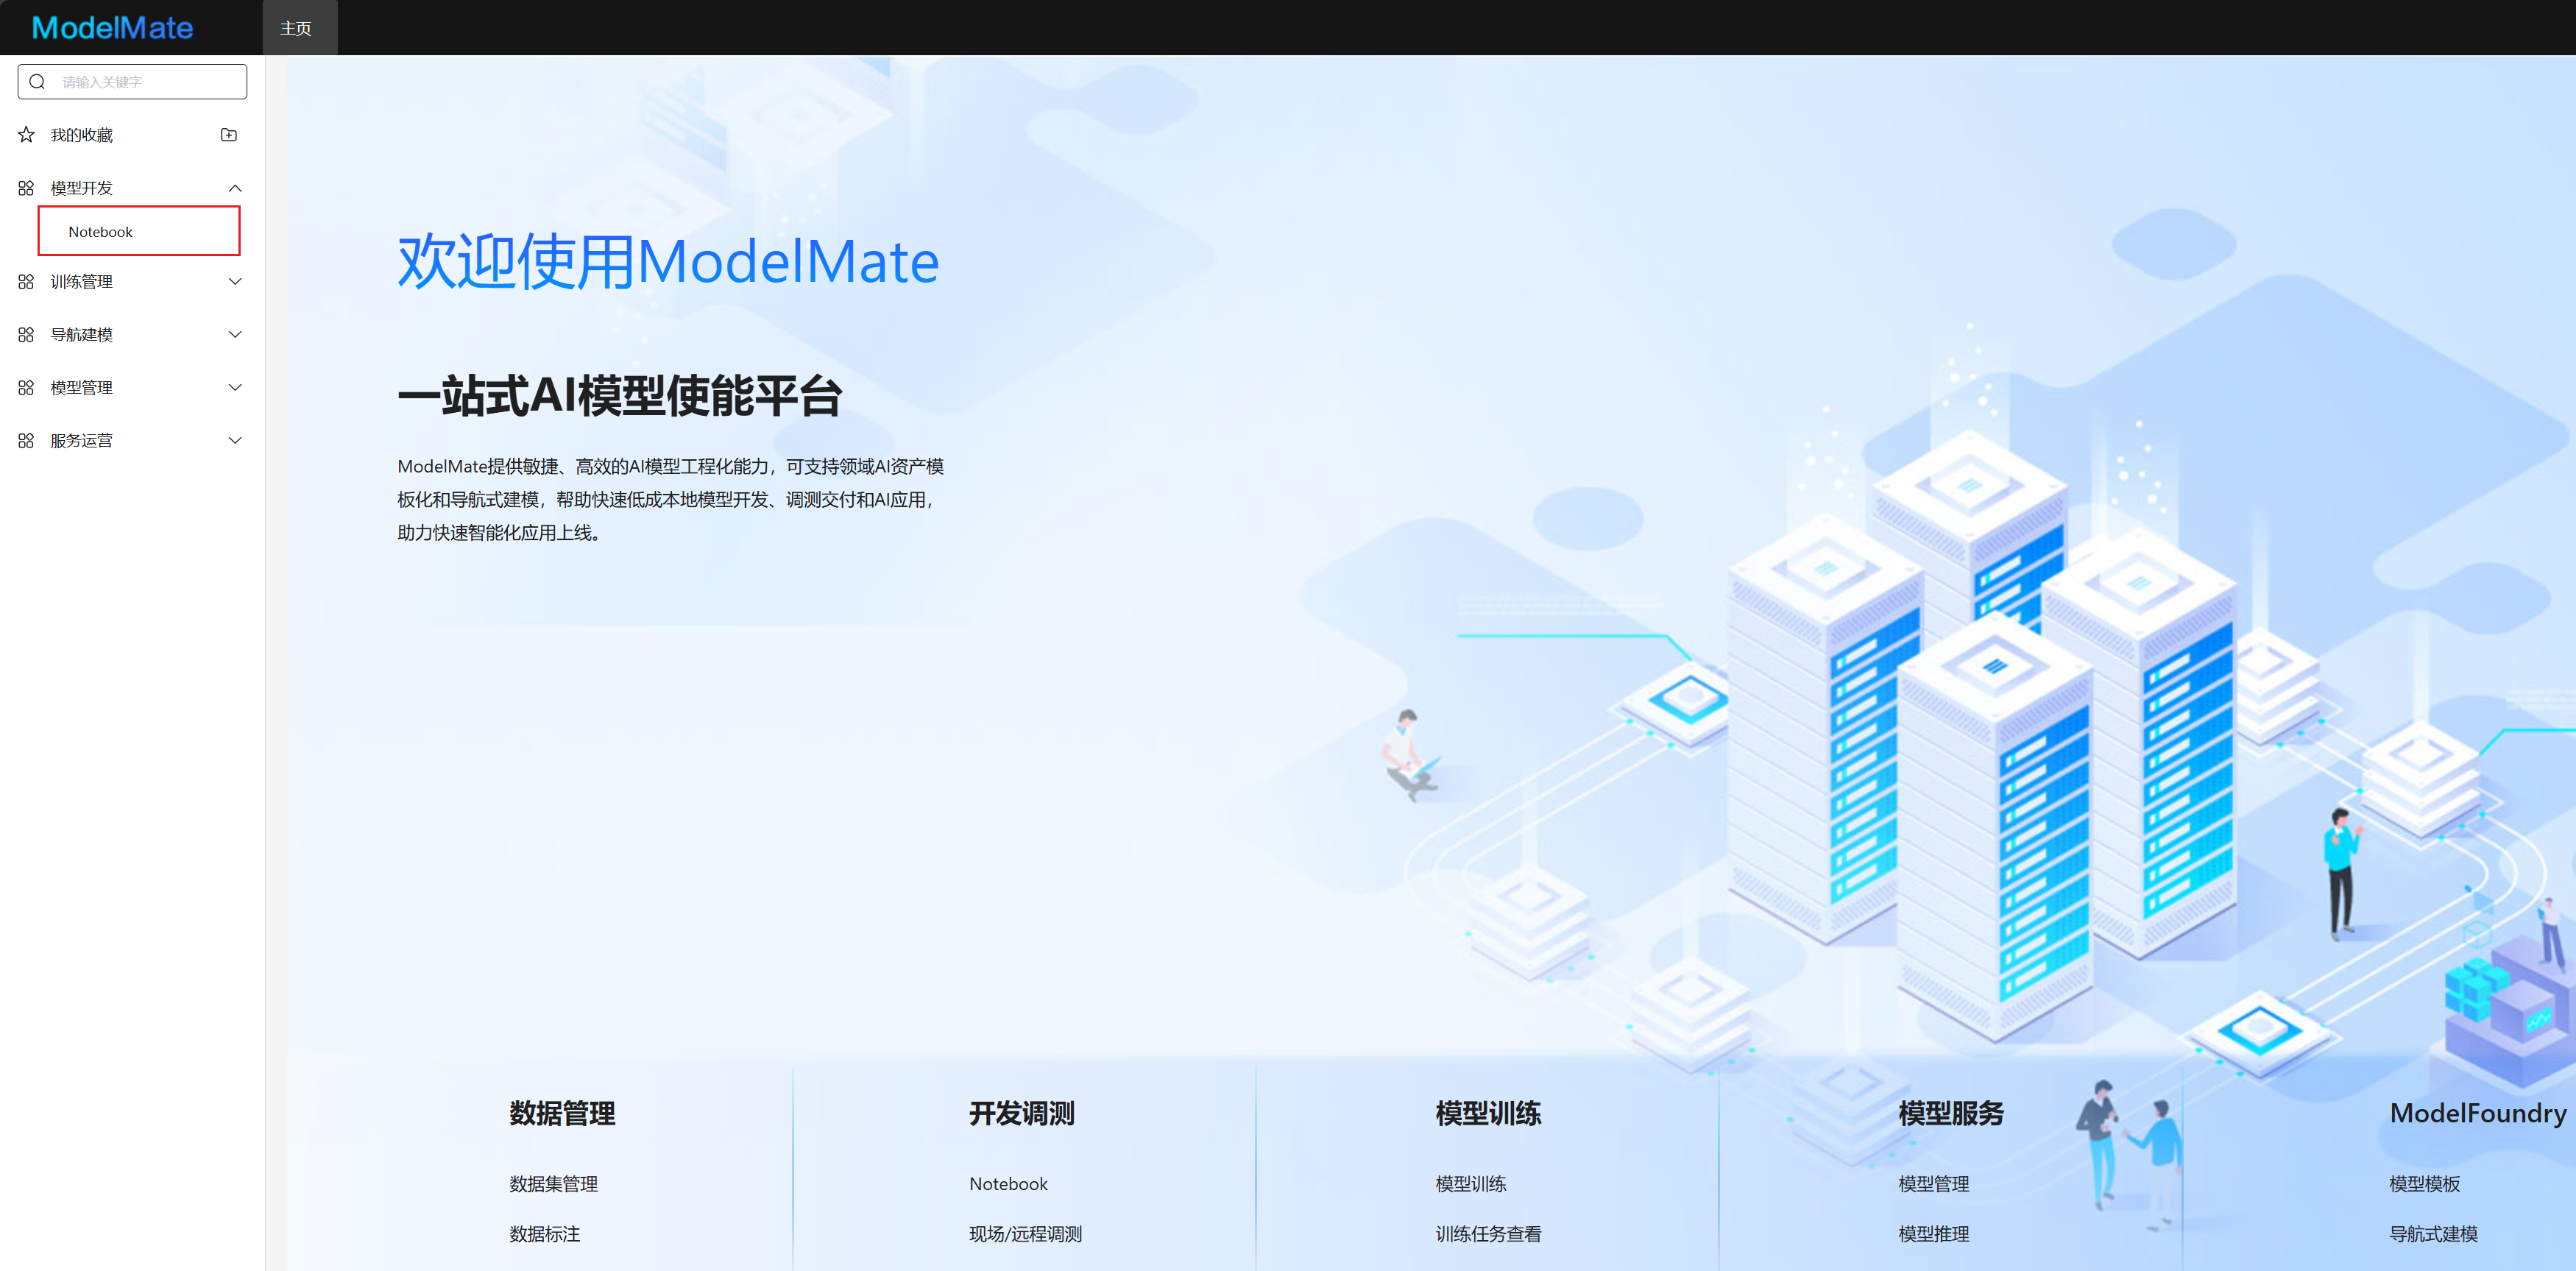 ModelMate
主页
请输入关键字
我的收藏
模型开发
Notebook
训练管理
导航建模
模型管理
服务运营
欢迎使用ModelMate
一站式AI模型使能平台
ModelMate提供敏捷、高效的AI模型工程化能力，可支持领域AI资产模
板化和导航式建模，帮助快速低成本地模型开发、调测交付和AI应用，
助力快速智能化应用上线。
数据管理
数据集管理
数据标注
开发调测
Notebook
现场/远程调测
模型训练
模型训练
训练任务查看
模型服务
模型管理
模型推理
ModelFoundry
模型模板
导航式建模